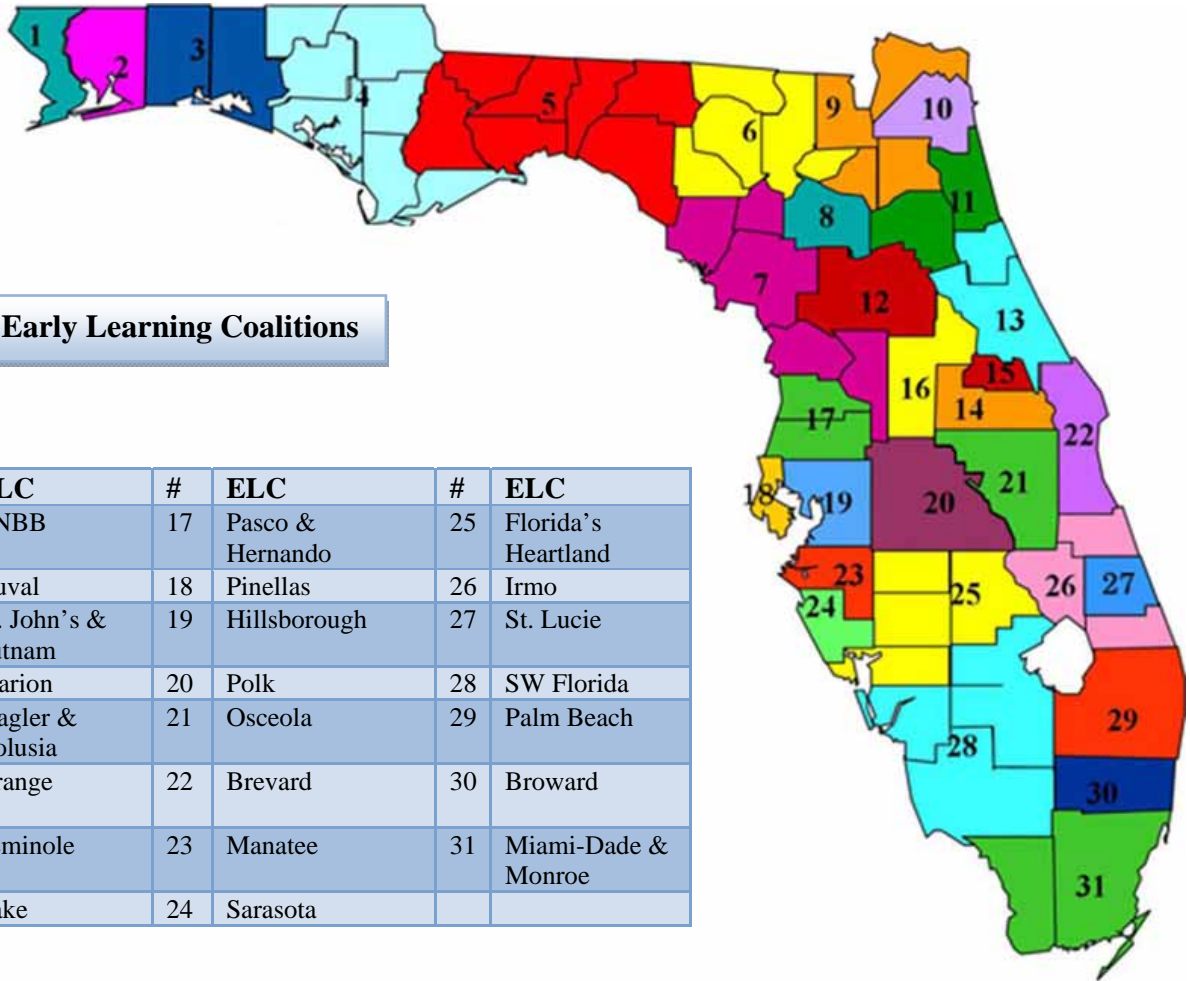 1
2
3
4
5
6
7
8
9
10
11
12
13
14
15
16
17
18
19
20
21
22
23
24
25
26
27
28
29
30
31
Early Learning Coalitions
LC # ELC # ELC
NBB 17 Pasco & 25 Florida's
Hernando Heartland
uval 18 Pinellas 26 Irmo
. John's & 19 Hillsborough 27 St. Lucie
utnam
arion 20 Polk 28 SW Florida
agler & 21 Osceola 29 Palm Beach
olusia
range 22 Brevard 30 Broward
eminole 23 Manatee 31 Miami-Dade &
Monroe
ake 24 Sarasota